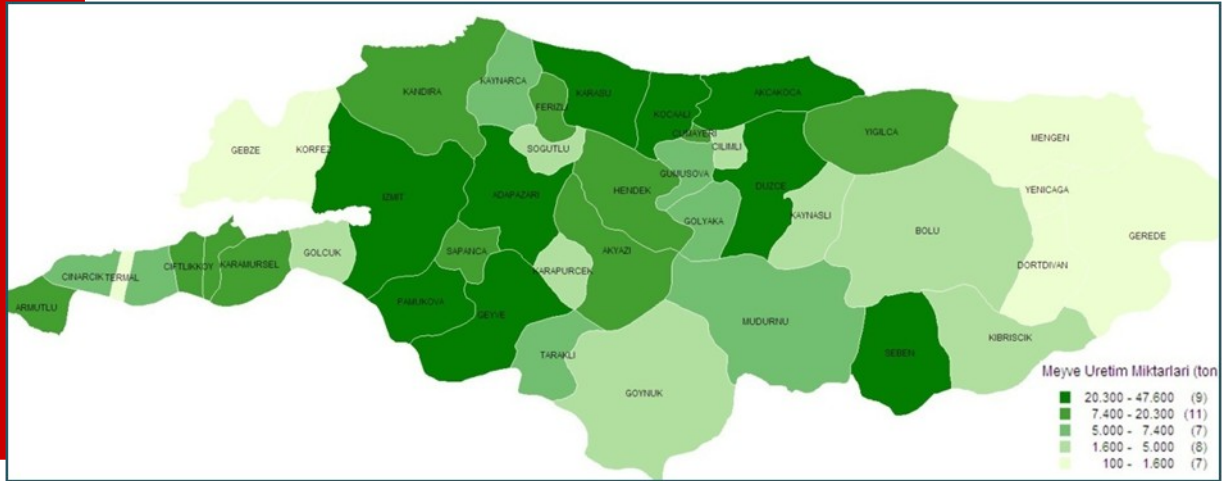 KANDIRA
KAYNARCA
FERIZLI
KARASU
KOCAALI
AKCAKOCA
CUMAYERI
CILIMLI
YIGILCA
MENGEN
GEBZE
KORFEZ
SOGUTLU
IZMIT
ADAPAZARI
HENDEK
GUMUSOVA
DUZCE
GOLYAKA
KAYNASLI
YENICAGA
BOLU
GEREDE
DORTDIVAN
GOLCUK
SAPANCA
AKYAZI
KARAPURCEK
CINARCIK
TERMAL
CIFTLIKKOY
KARAMURSEL
ARMUTLU
PAMUKOVA
GEYVE
TARAKLI
GOYNUK
MUDURNU
SEBEN
KIBRISCIK
Meyve Uretim Miktarlari (ton
20.300 - 47.600 (9)
7.400 - 20.300 (11)
5.000 - 7.400 (7)
1.600 - 5.000 (8)
100 - 1.600 (7)